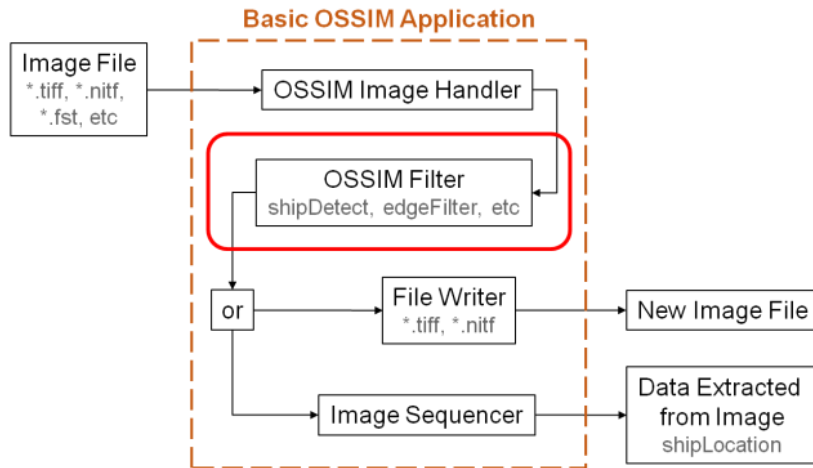 Basic OSSIM Application
Image File
*.tiff, *.nitf,
*.fst, etc
OSSIM Image Handler
OSSIM Filter
shipDetect, edgeFilter, etc
or
File Writer
*.tiff, *.nitf
New Image File
Image Sequencer
Data Extracted
from Image
shipLocation